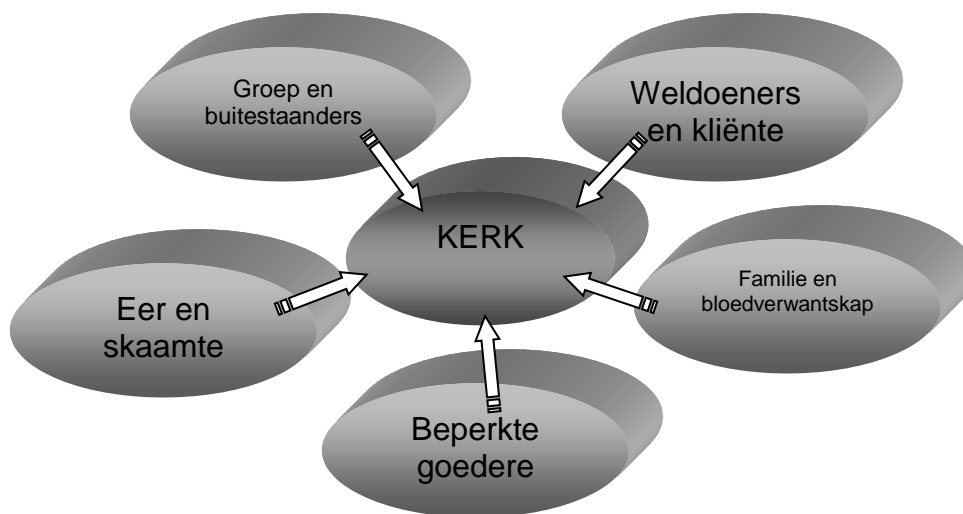 Groep en
buitestaanders
Weldoeners
en kliënte
KERK
Eer en
skaamte
Familie en
bloedverwantskap
Beperkte
goedere